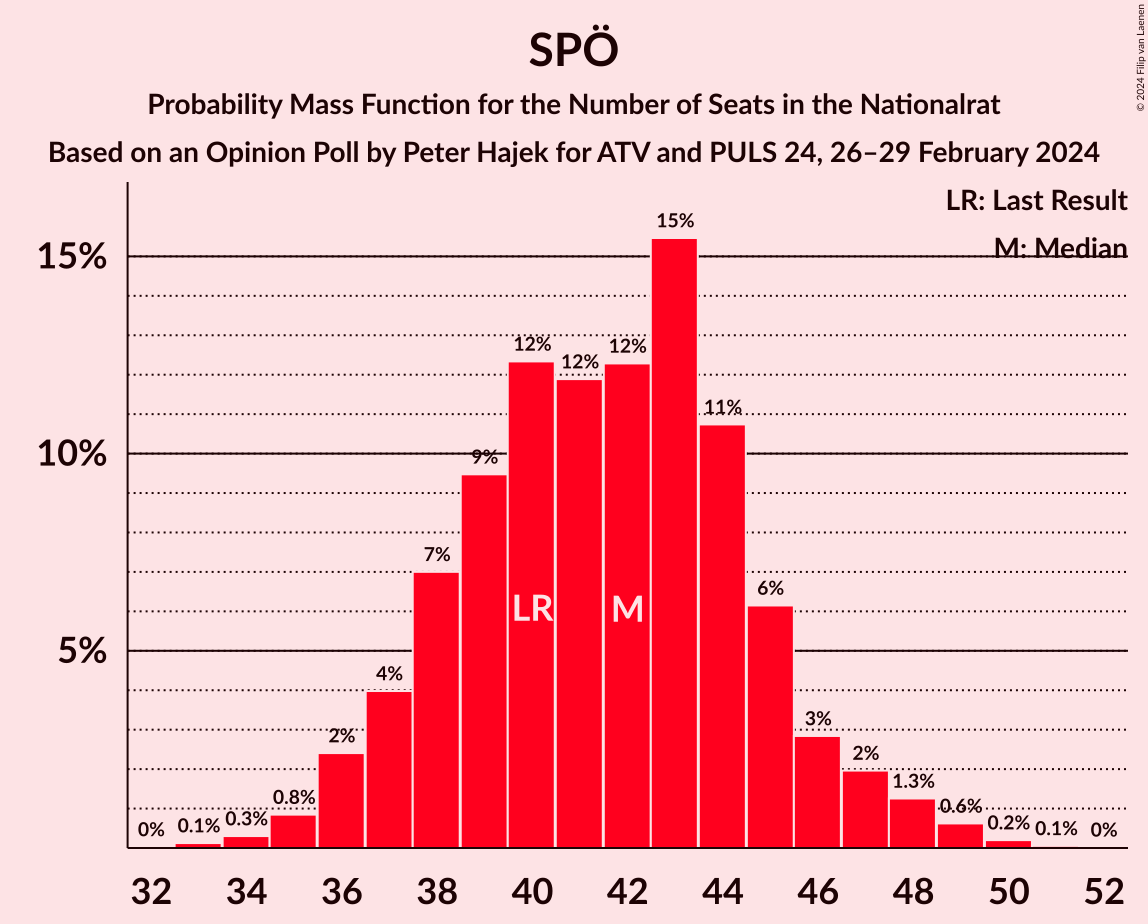 SPÖ
Probability Mass Function for the Number of Seats in the Nationalrat
Based on an Opinion Poll by Peter Hajek for ATV and PULS 24, 26–29 February 2024
© 2024 Filip van Laenen
LR: Last Result
M: Median
15%
10%
5%
0%
0.1%
0.3%
0.8%
2%
4%
7%
9%
12%
12%
12%
15%
11%
6%
3%
2%
1.3%
0.6%
0.2%
0.1%
0%
LR
M
32 34 36 38 40 42 44 46 48 50 52